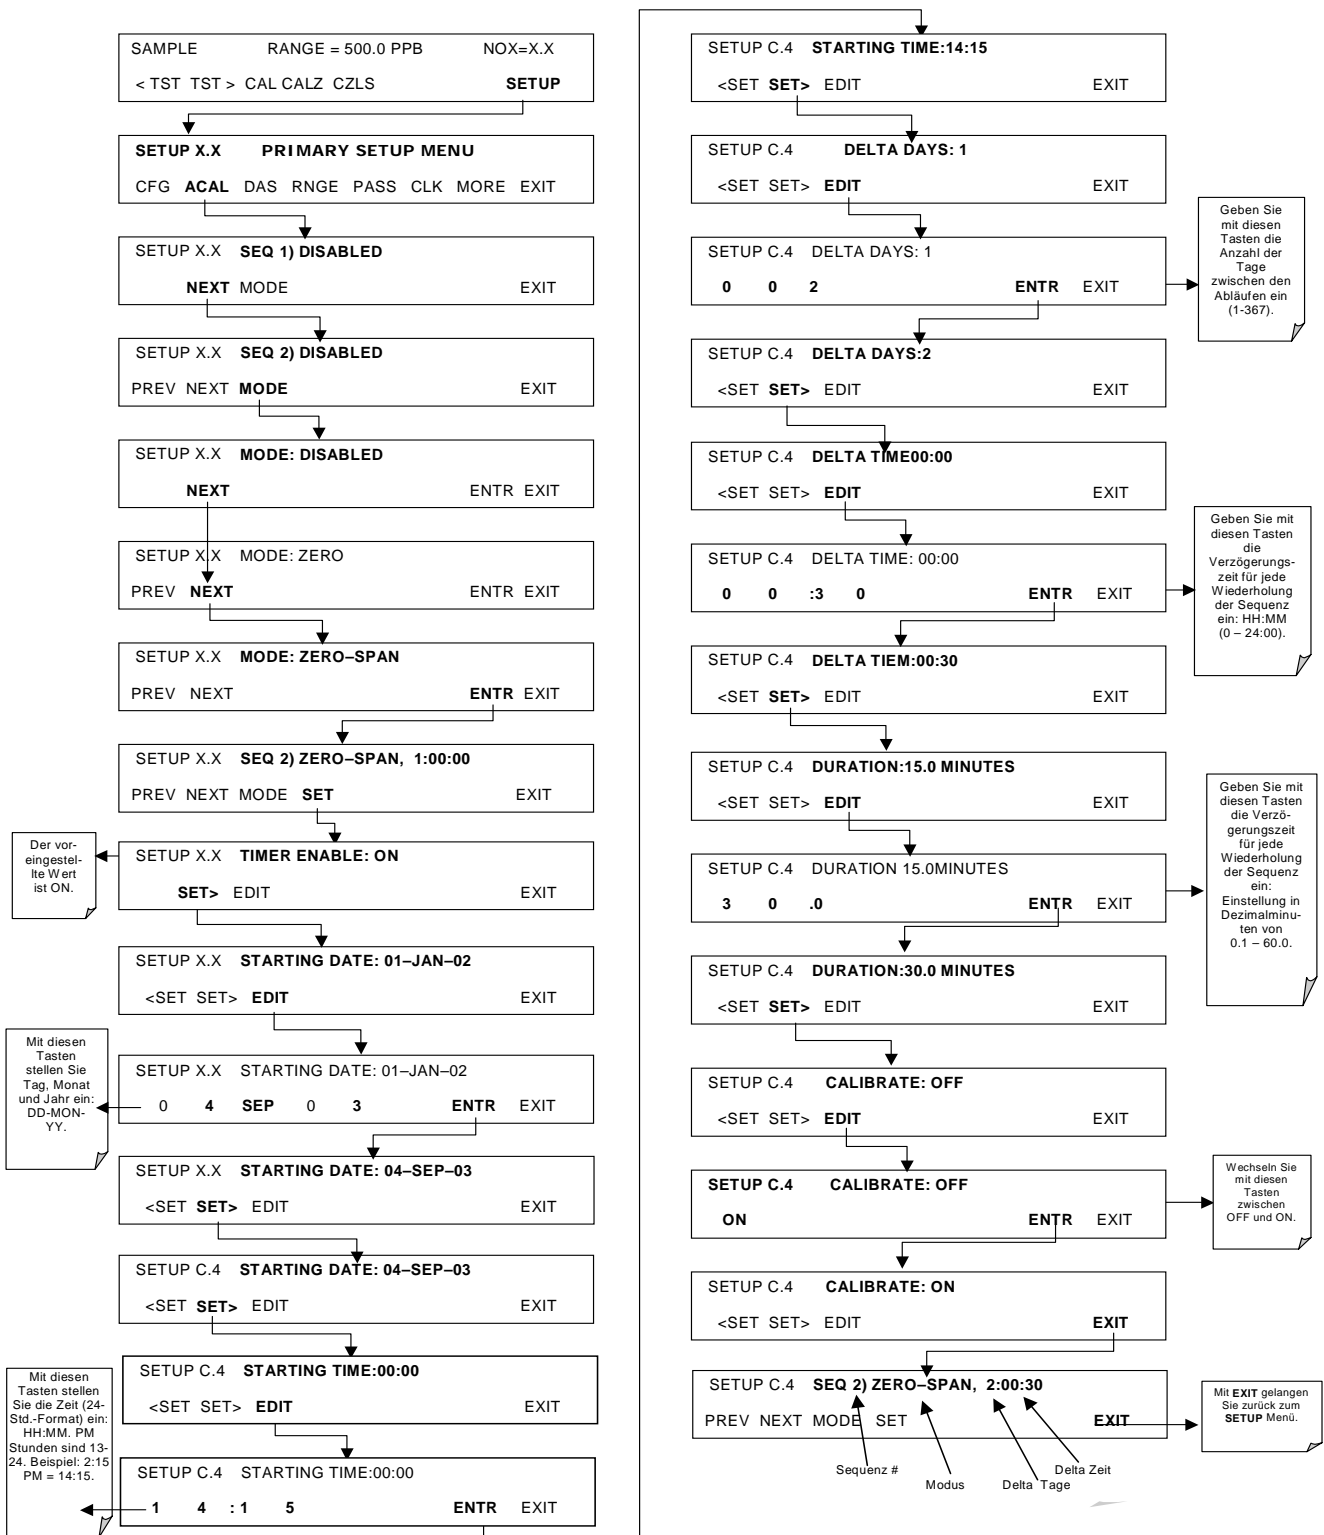 SAMPLE RANGE = 500.0 PPB NOX=X.X
< TST TST > CAL CALZ CZLS SETUP
SETUP X.X PRIMARY SETUP MENU
CFG ACAL DAS RNGE PASS CLK MORE EXIT
SETUP X.X SEQ 1) DISABLED
NEXT MODE EXIT
SETUP X.X SEQ 2) DISABLED
PREV NEXT MODE EXIT
SETUP X.X MODE: DISABLED
NEXT ENTR EXIT
SETUP X.X MODE: ZERO
PREV NEXT ENTR EXIT
SETUP X.X MODE: ZERO–SPAN
PREV NEXT ENTR EXIT
SETUP X.X SEQ 2) ZERO–SPAN, 1:00:00
PREV NEXT MODE SET EXIT
Der vor-
eingestel-
lte Wert
ist ON.
SETUP X.X TIMER ENABLE: ON
SET> EDIT EXIT
SETUP X.X STARTING DATE: 01–JAN–02
<SET SET> EDIT EXIT
Mit diesen
Tasten
stellen Sie
Tag, Monat
und Jahr ein:
DD-MON-
YY.
SETUP X.X STARTING DATE: 01–JAN–02
0 4 SEP 0 3 ENTR EXIT
SETUP X.X STARTING DATE: 04–SEP–03
<SET SET> EDIT EXIT
SETUP C.4 STARTING DATE: 04–SEP–03
<SET SET> EDIT EXIT
SETUP C.4 STARTING TIME:00:00
<SET SET> EDIT EXIT
Mit diesen
Tasten stellen
Sie die Zeit (24-
Std.-Format) ein:
HH:MM. PM
Stunden sind 13-
24. Beispiel: 2:15
PM = 14:15.
SETUP C.4 STARTING TIME:00:00
1 4 : 1 5 ENTR EXIT
SETUP C.4 STARTING TIME:14:15
<SET SET> EDIT EXIT
SETUP C.4 DELTA DAYS: 1
<SET SET> EDIT EXIT
SETUP C.4 DELTA DAYS: 1
0 0 2 ENTR EXIT
Geben Sie
mit diesen
Tasten die
Anzahl der
Tage
zwischen den
Abläufen ein
(1-367).
SETUP C.4 DELTA DAYS:2
<SET SET> EDIT EXIT
SETUP C.4 DELTA TIME00:00
<SET SET> EDIT EXIT
SETUP C.4 DELTA TIME: 00:00
0 0 :3 0 ENTR EXIT
Geben Sie mit
diesen Tasten
die
Verzögerungs-
zeit für jede
Wiederholung
der Sequenz
ein: HH:MM
(0 – 24:00).
SETUP C.4 DELTA TIEM:00:30
<SET SET> EDIT EXIT
SETUP C.4 DURATION:15.0 MINUTES
<SET SET> EDIT EXIT
SETUP C.4 DURATION 15.0MINUTES
3 0 .0 ENTR EXIT
Geben Sie mit
diesen Tasten
die Verzö-
gerungszeit
für jede
Wiederholung
der Sequenz
ein:
Einstellung in
Dezimalminu-
ten von
0.1 – 60.0.
SETUP C.4 DURATION:30.0 MINUTES
<SET SET> EDIT EXIT
SETUP C.4 CALIBRATE: OFF
<SET SET> EDIT EXIT
SETUP C.4 CALIBRATE: OFF
ON ENTR EXIT
Wechseln Sie
mit diesen
Tasten
zwischen
OFF und ON.
SETUP C.4 CALIBRATE: ON
<SET SET> EDIT EXIT
SETUP C.4 SEQ 2) ZERO–SPAN, 2:00:30
PREV NEXT MODE SET EXIT
Mit EXIT gelangen
Sie zurück zum
SETUP Menü.
Sequenz #
Modus
Delta Tage
Delta Zeit